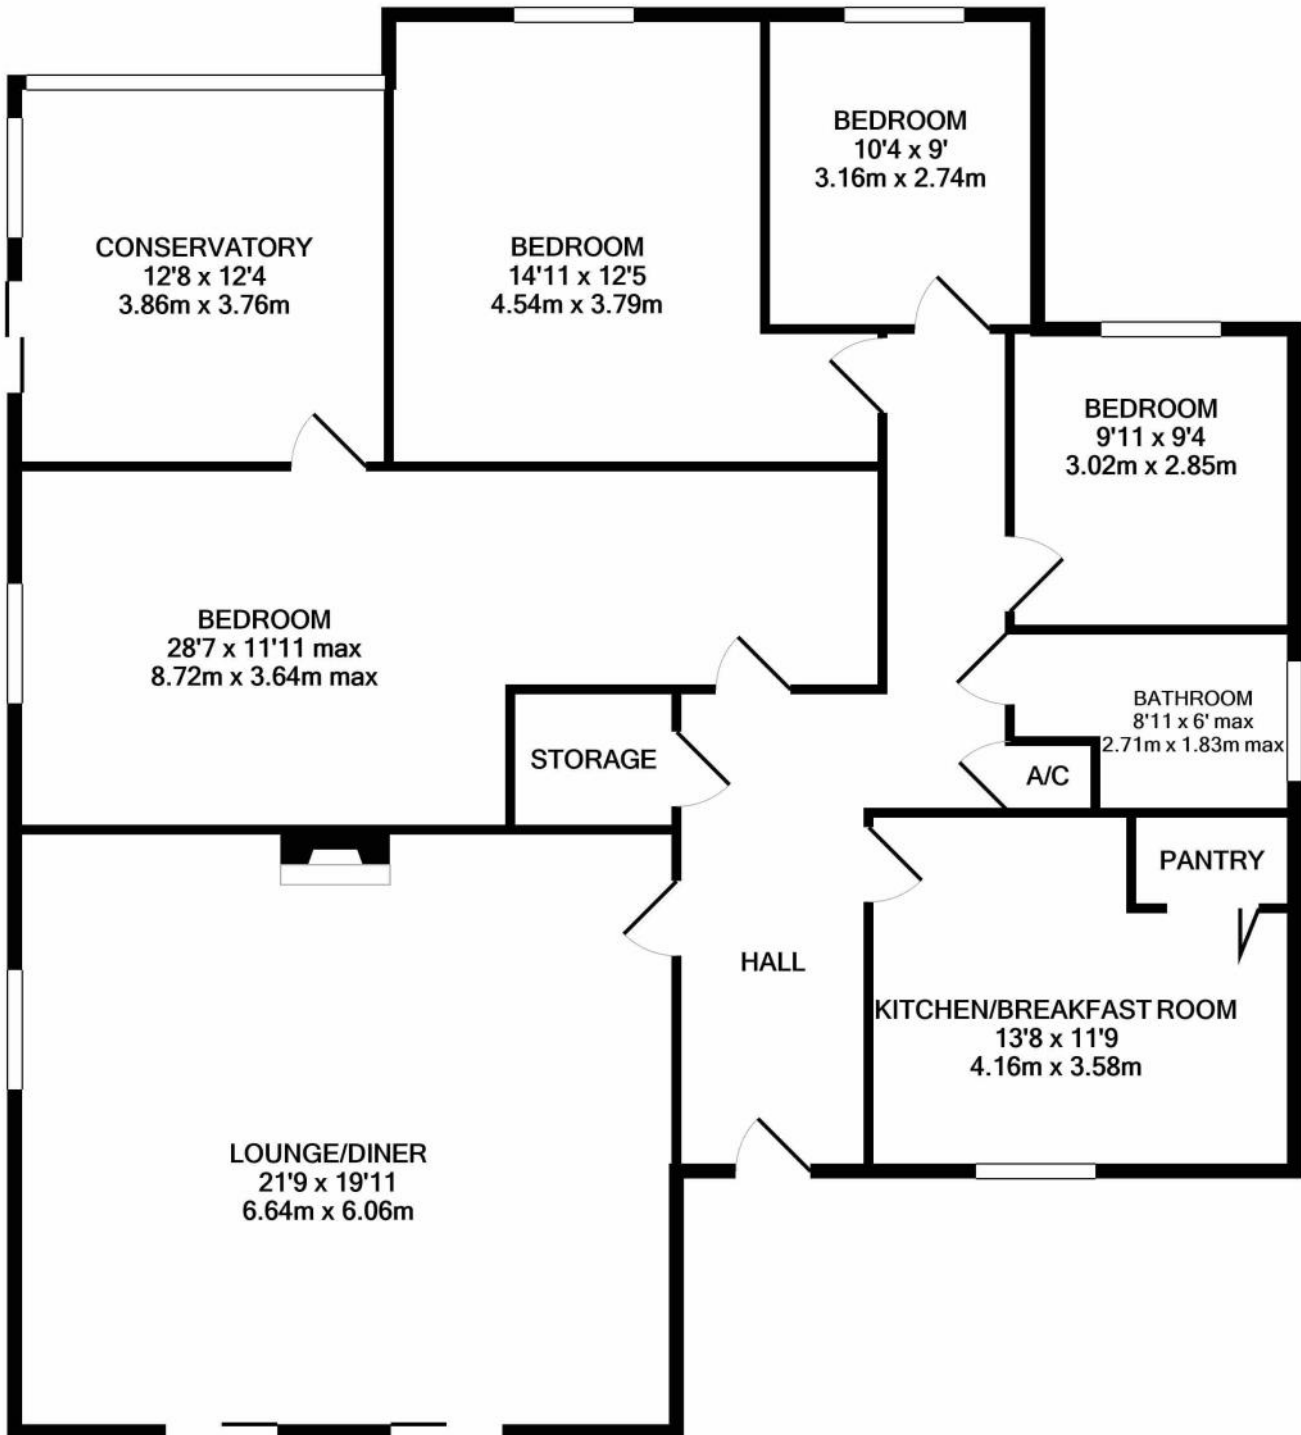 BEDROOM
10'4 x 9'
3.16m x 2.74m
CONSERVATORY
12'8 x 12'4
3.86m x 3.76m
BEDROOM
14'11 x 12'5
4.54m x 3.79m
BEDROOM
9'11 x 9'4
3.02m x 2.85m
BEDROOM
28'7 x 11'11 max
8.72m x 3.64m max
BATHROOM
8'11 x 6' max
2.71m x 1.83m max
STORAGE
A/C
PANTRY
HALL
KITCHEN/BREAKFAST ROOM
13'8 x 11'9
4.16m x 3.58m
LOUNGE/DINER
21'9 x 19'11
6.64m x 6.06m